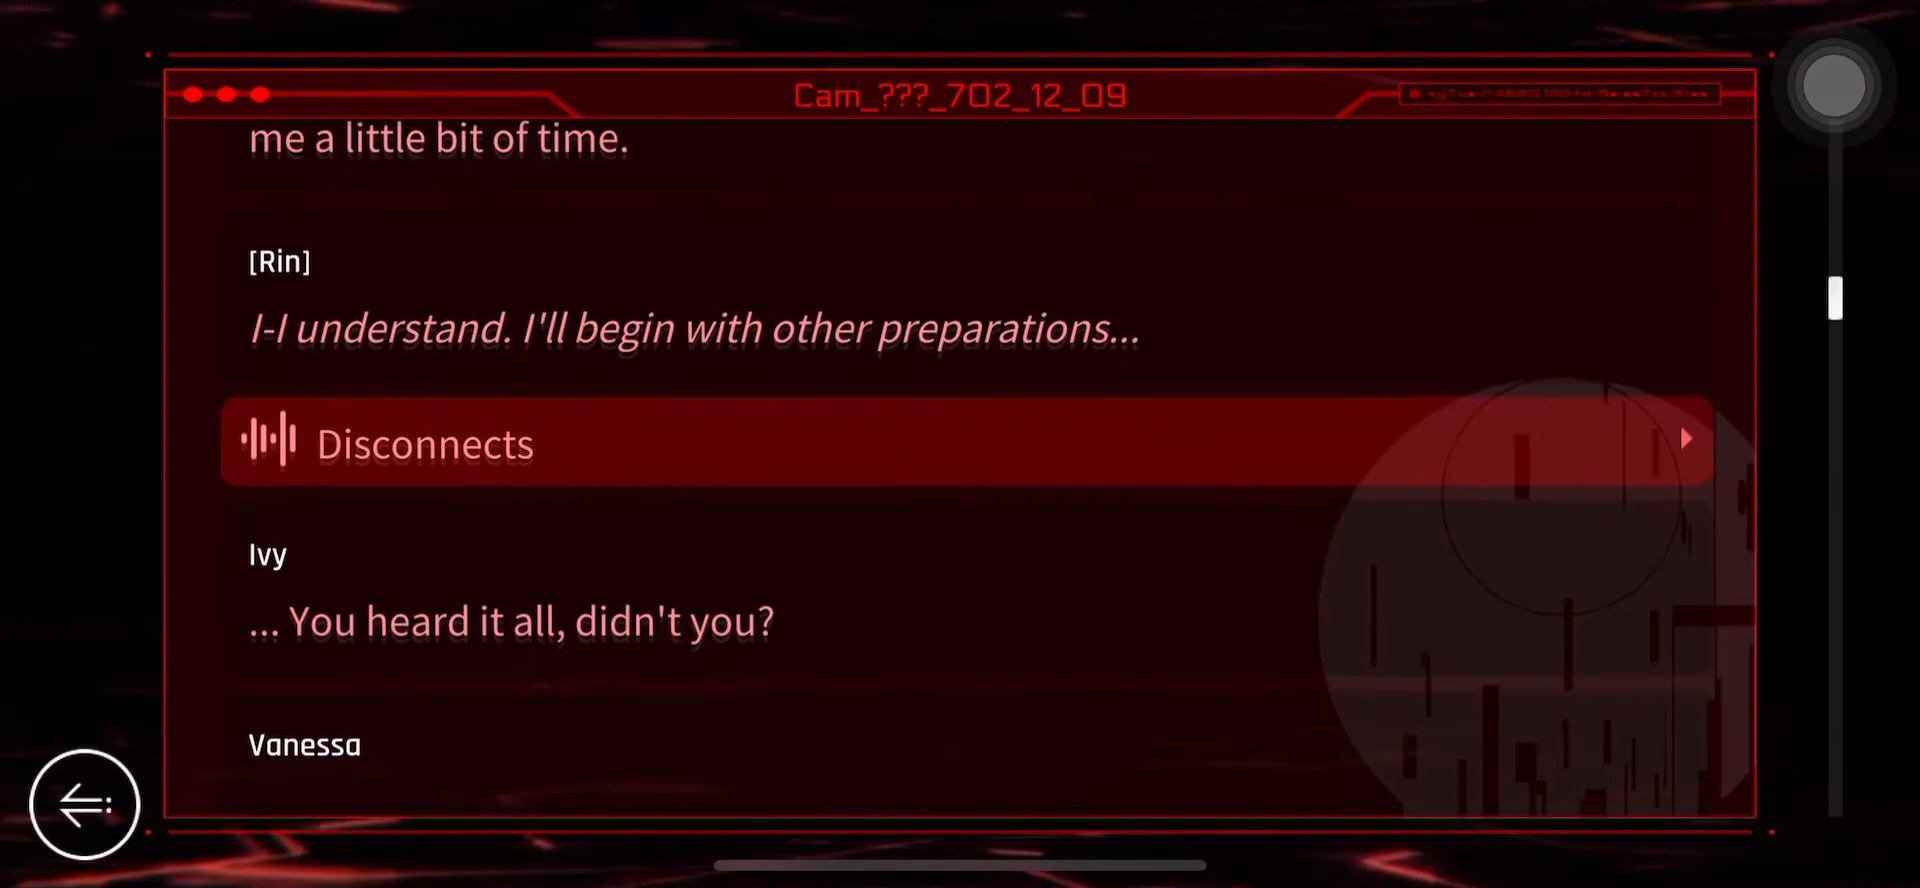 Cam_???_702_12_09
me a little bit of time.
[Rin]
I-I understand. I'll begin with other preparations...
Disconnects
Ivy
... You heard it all, didn't you?
Vanessa